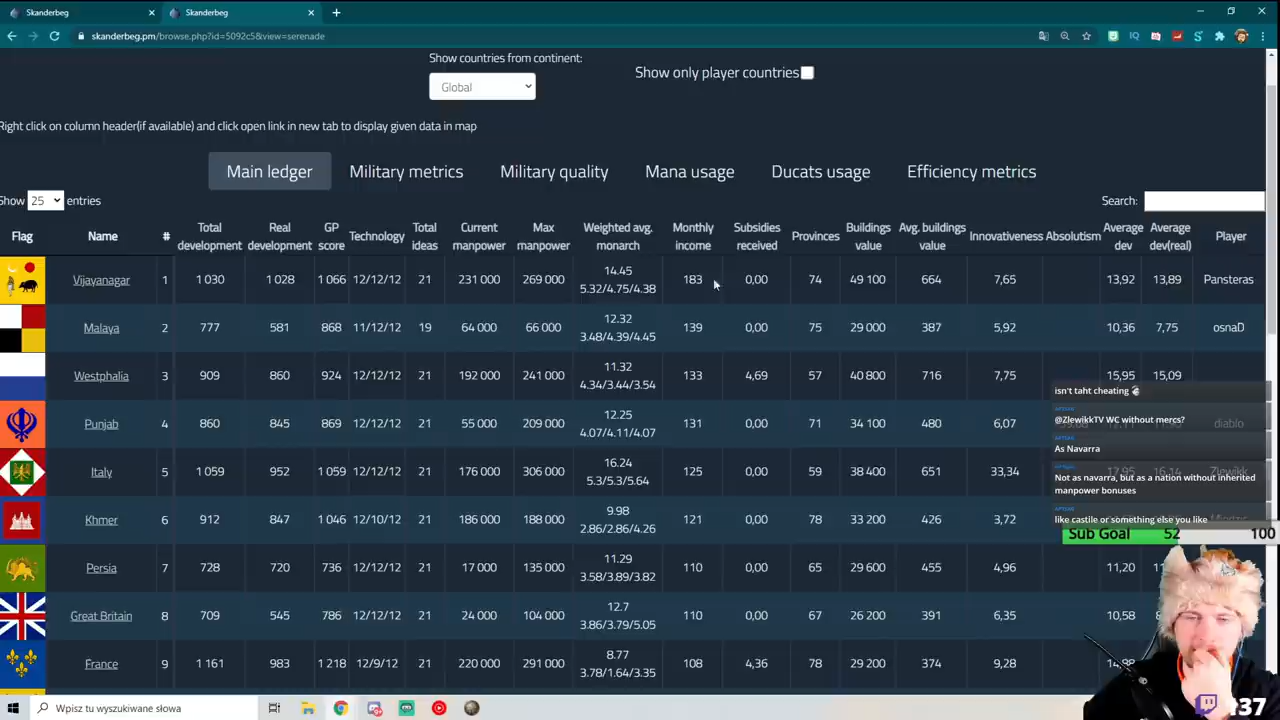 Skanderbeg
Skanderbeg
skanderbeg.pm/browse.php?id=5092c5&view=serenade
Show countries from continent:
Global
Show only player countries
Right click on column header(if available) and click open link in new tab to display given data in map
Main ledger Military metrics Military quality Mana usage Ducats usage Efficiency metrics
Show 25 entries Search:
Flag Name # Total development Real development GP score Technology Total ideas Current manpower Max manpower Weighted avg. monarch Monthly income Subsidies received Provinces Buildings value Avg. buildings value Innovativeness Absolutism Average dev Average dev(real) Player
Vijayanagar 1 1 030 1 028 1 066 12/12/12 21 231 000 269 000 14.45 5.32/4.75/4.38 183 0,00 74 49 100 664 7,65 13,92 13,89 Pansteras
Malaya 2 777 581 868 11/12/12 19 64 000 66 000 12.32 3.48/4.39/4.45 139 0,00 75 29 000 387 5,92 10,36 7,75 osnaD
Westphalia 3 909 860 924 12/12/12 21 192 000 241 000 11.32 4.34/3.44/3.54 133 4,69 57 40 800 716 7,75 15,95 15,09
Punjab 4 860 845 869 12/12/12 21 55 000 209 000 12.25 4.07/4.11/4.07 131 0,00 71 34 100 480 6,07 diablo
Italy 5 1 059 952 1 059 12/12/12 21 176 000 306 000 16.24 5.3/5.3/5.64 125 0,00 59 38 400 651 33,34 17,95 16,14 Zlewikk
Khmer 6 912 847 1 046 12/10/12 21 186 000 188 000 9.98 2.86/2.86/4.26 121 0,00 78 33 200 426 3,72
Persia 7 728 720 736 12/12/12 21 17 000 135 000 11.29 3.58/3.89/3.82 110 0,00 65 29 600 455 4,96 11,20
Great Britain 8 709 545 786 12/12/12 21 24 000 104 000 12.7 3.86/3.79/5.05 110 0,00 67 26 200 391 6,35 10,58
France 9 1 161 983 1 218 12/9/12 21 220 000 291 000 8.77 3.78/1.64/3.35 108 4,36 78 29 200 374 9,28
isn't taht cheating
@ZlewikkTV WC without mercs?
As Navarra
Not as navarra, but as a nation without inherited
manpower bonuses
like castile or something else you like
Sub Goal 52 100
Wpisz tu wyszukiwane słowa
137